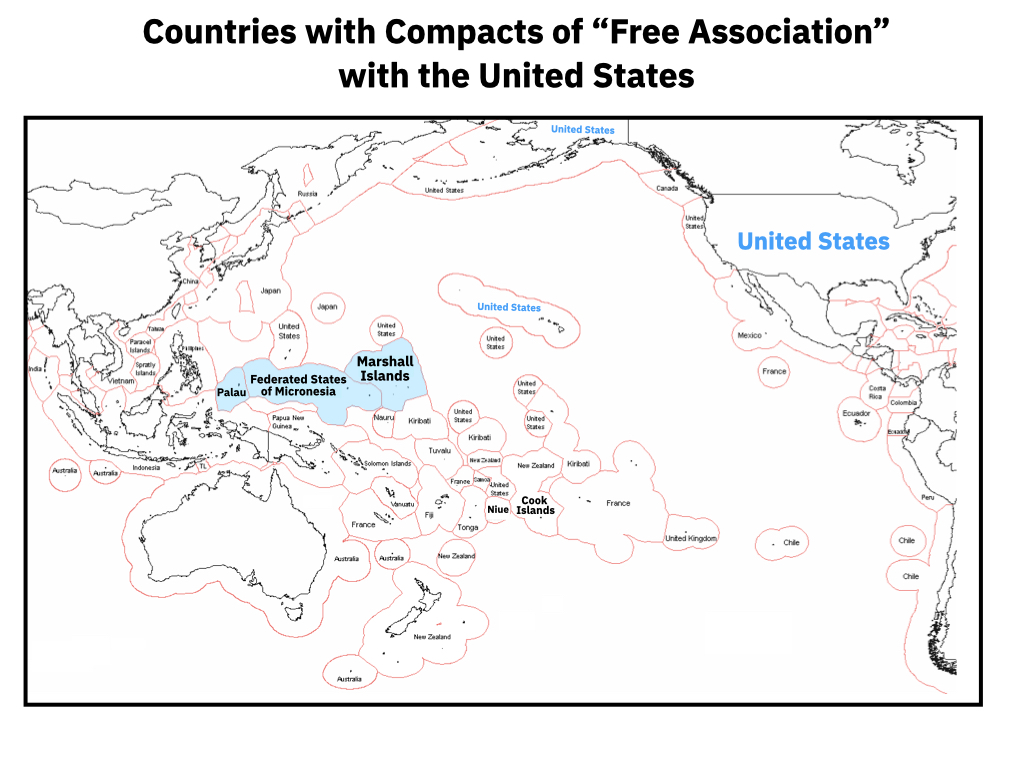 Countries with Compacts of “Free Association”
with the United States
United States
Russia
United States
Canada
United
States
United States
China
Japan
Japan
United States
United
States
United
States
United
States
Mexico
Taiwan
Paracel
Islands
Philippines
India
Spratly
Islands
Vietnam
Marshall
Islands
Federated States
of Micronesia
Palau
France
United
States
Costa
Rica
Colombia
Ecuador
Ecuador
Papua New
Guinea
Nauru
Kiribati
United
States
United
States
Kiribati
Tuvalu
Australia
Australia
Indonesia
TL
Solomon Islands
New Zealand
New Zealand
Kiribati
France
Samoa
United
States
Peru
Vanuatu
Niue
Cook
Islands
France
Fiji
France
Tonga
United Kingdom
Chile
Chile
Australia
Australia
New Zealand
Chile
New Zealand
Australia